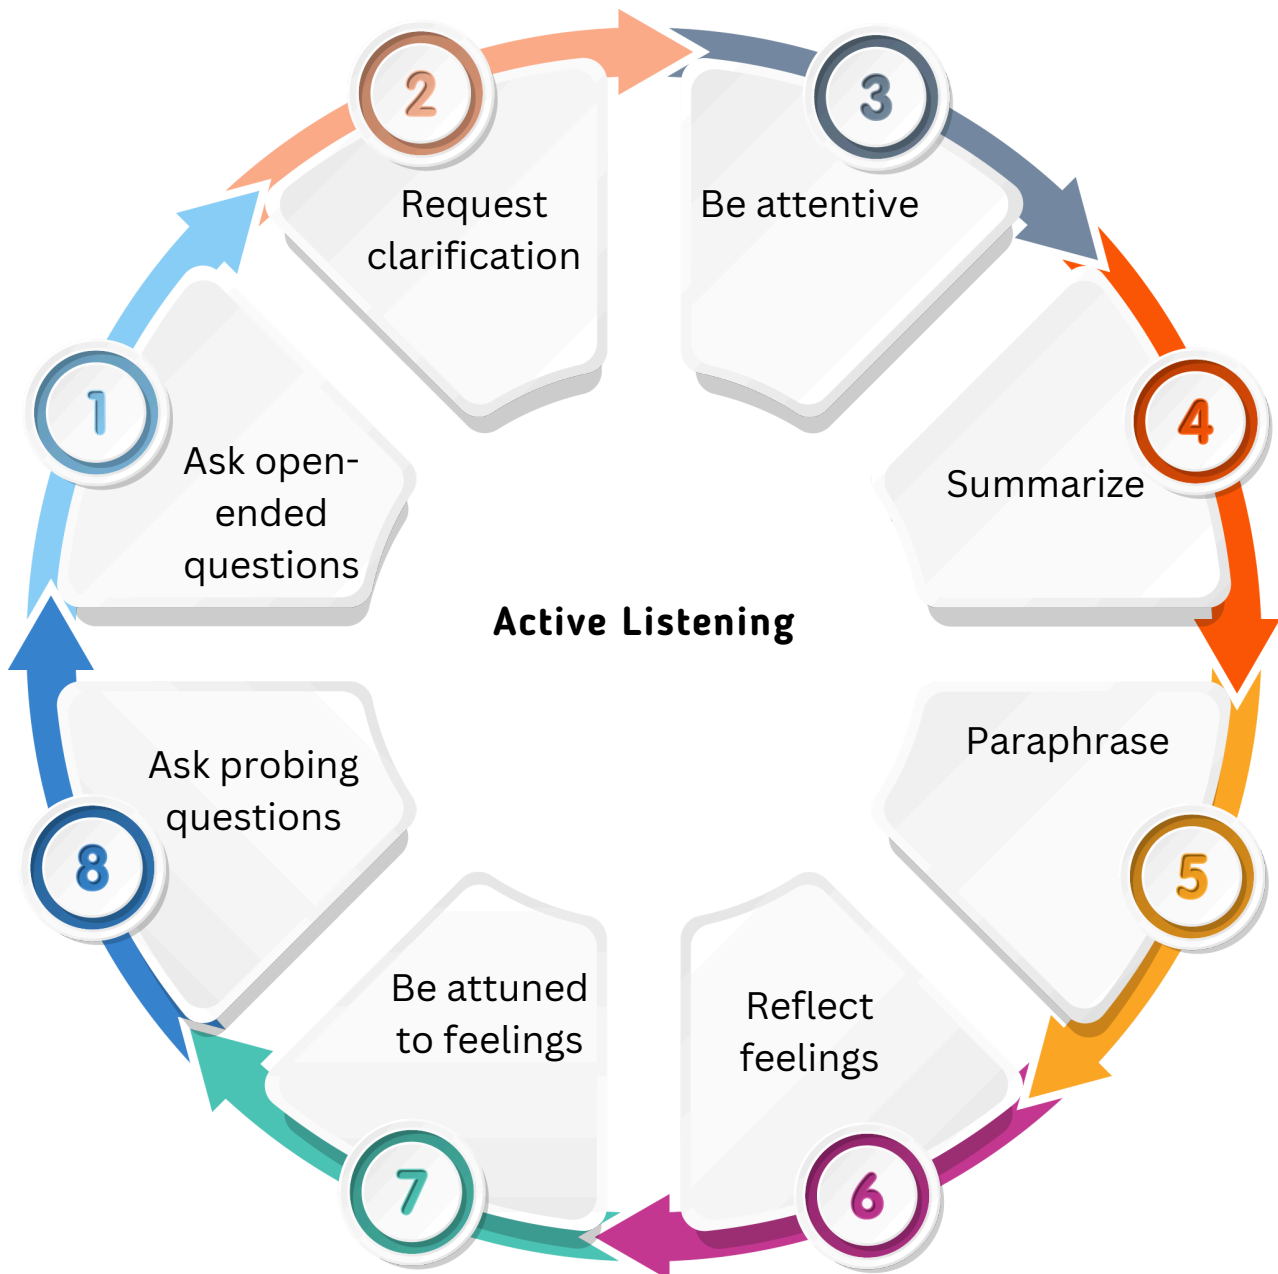 1
Ask open-
ended
questions
2
Request
clarification
3
Be attentive
4
Summarize
5
Paraphrase
6
Reflect
feelings
7
Be attuned
to feelings
8
Ask probing
questions
Active Listening